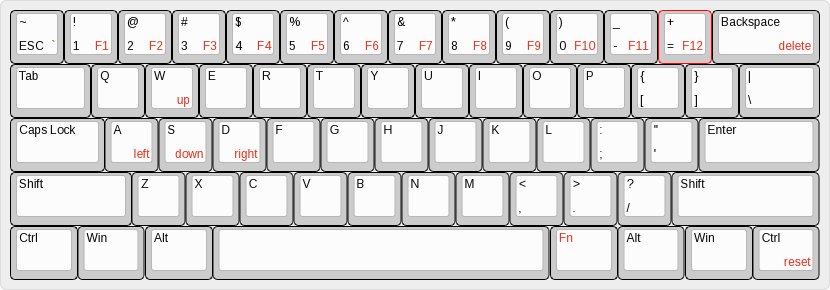 ~ ! @ # $ % ^ & * ( ) _ + Backspace
ESC ` 1 F1 2 F2 3 F3 4 F4 5 F5 6 F6 7 F7 8 F8 9 F9 0 F10 - F11 = F12 delete
Tab Q W E R T Y U I O P { } |
up [ ] \
Caps Lock A S D F G H J K L : " Enter
left down right ; '
Shift Z X C V B N M < > ? Shift
, . /
Ctrl Win Alt Fn Alt Win Ctrl
reset